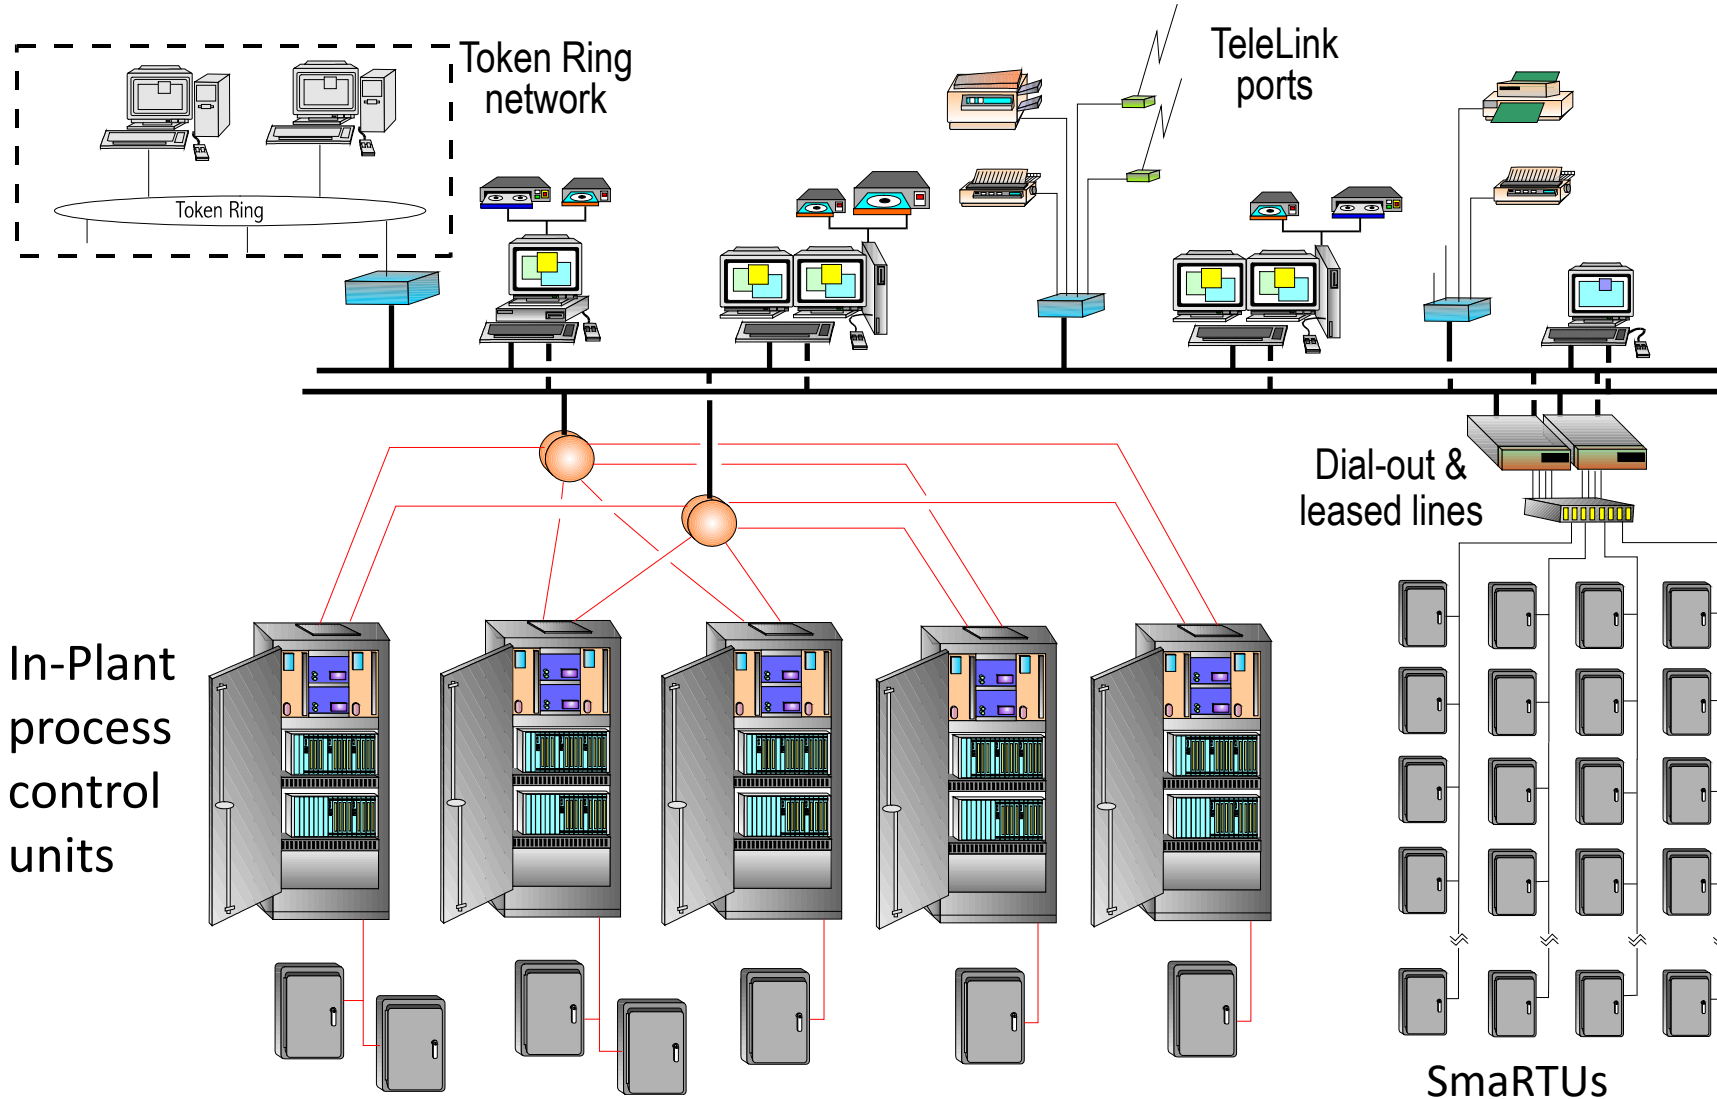 Token Ring
network
TeleLink
ports
Token Ring
Dial-out &
leased lines
In-Plant
process
control
units
SmaRTUs